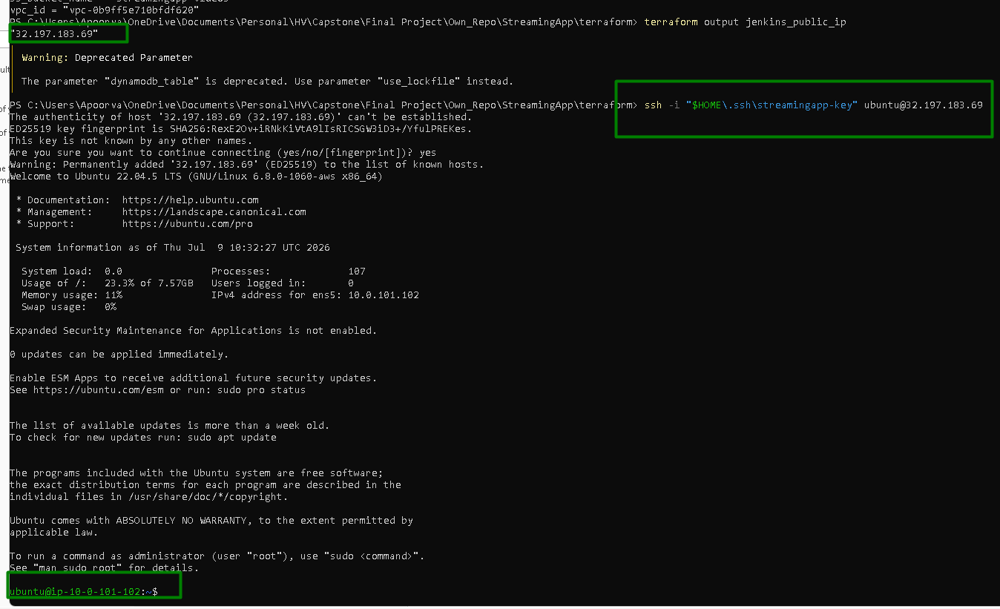 vpc_id = "vpc-0b9ff5e710bfdf620"
PS C:\Users\Apoorva\OneDrive\Documents\Personal\HV\Capstone\Final Project\Own_Repo\StreamingApp\terraform> terraform output jenkins_public_ip
"32.197.183.69"
Warning: Deprecated Parameter
The parameter "dynamodb_table" is deprecated. Use parameter "use_lockfile" instead.
PS C:\Users\Apoorva\OneDrive\Documents\Personal\HV\Capstone\Final Project\Own_Repo\StreamingApp\terraform> ssh -i "$HOME\.ssh\streamingapp-key" ubuntu@32.197.183.69
The authenticity of host '32.197.183.69 (32.197.183.69)' can't be established.
ED25519 key fingerprint is SHA256:RexE2Ov+iRNkKiVtA9lIsRICSGW3iD3+/YfulPREKes.
This key is not known by any other names.
Are you sure you want to continue connecting (yes/no/[fingerprint])? yes
Warning: Permanently added '32.197.183.69' (ED25519) to the list of known hosts.
Welcome to Ubuntu 22.04.5 LTS (GNU/Linux 6.8.0-1060-aws x86_64)
* Documentation: https://help.ubuntu.com
* Management: https://landscape.canonical.com
* Support: https://ubuntu.com/pro
System information as of Thu Jul 9 10:32:27 UTC 2026
System load: 0.0 Processes: 107
Usage of /: 23.3% of 7.57GB Users logged in: 0
Memory usage: 11% IPv4 address for ens5: 10.0.101.102
Swap usage: 0%
Expanded Security Maintenance for Applications is not enabled.
0 updates can be applied immediately.
Enable ESM Apps to receive additional future security updates.
See https://ubuntu.com/esm or run: sudo pro status
The list of available updates is more than a week old.
To check for new updates run: sudo apt update
The programs included with the Ubuntu system are free software;
the exact distribution terms for each program are described in the
individual files in /usr/share/doc/*/copyright.
Ubuntu comes with ABSOLUTELY NO WARRANTY, to the extent permitted by
applicable law.
To run a command as administrator (user "root"), use "sudo <command>".
See "man sudo_root" for details.
ubuntu@ip-10-0-101-102:~$